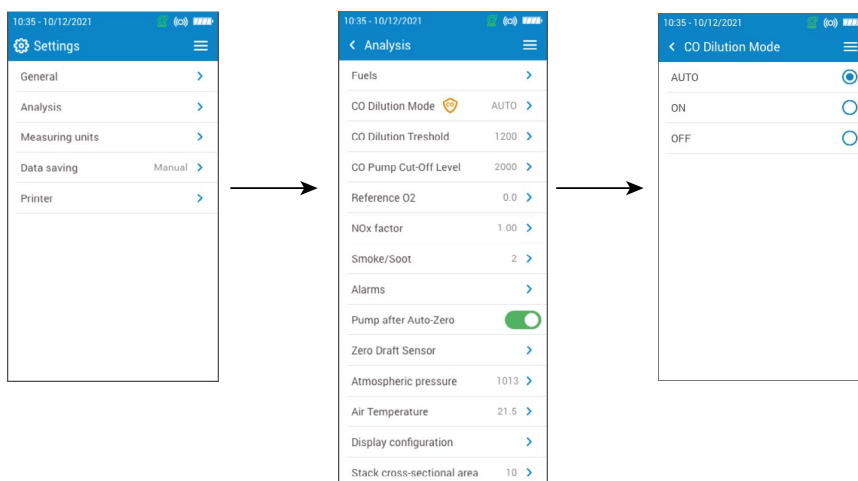 10:35 - 10/12/2021
Settings
General
Analysis
Measuring units
Data saving Manual
Printer
10:35 - 10/12/2021
Analysis
Fuels
CO Dilution Mode CO AUTO
CO Dilution Treshold 1200
CO Pump Cut-Off Level 2000
Reference O2 0.0
NOx factor 1.00
Smoke/Soot 2
Alarms
Pump after Auto-Zero
Zero Draft Sensor
Atmospheric pressure 1013
Air Temperature 21.5
Display configuration
Stack cross-sectional area 10
10:35 - 10/12/2021
CO Dilution Mode
AUTO
ON
OFF